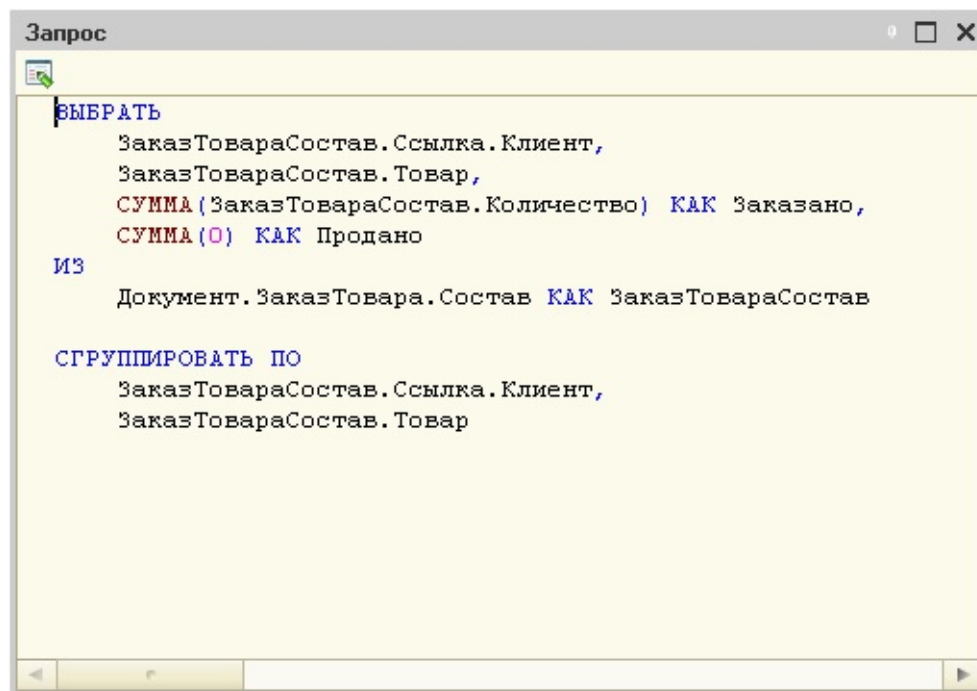 Запрос
ВЫБРАТЬ
ЗаказТовараСостав.Ссылка.Клиент,
ЗаказТовараСостав.Товар,
СУММА(ЗаказТовараСостав.Количество) КАК Заказано,
СУММА(0) КАК Продано
ИЗ
Документ.ЗаказТовара.Состав КАК ЗаказТовараСостав
СГРУППИРОВАТЬ ПО
ЗаказТовараСостав.Ссылка.Клиент,
ЗаказТовараСостав.Товар